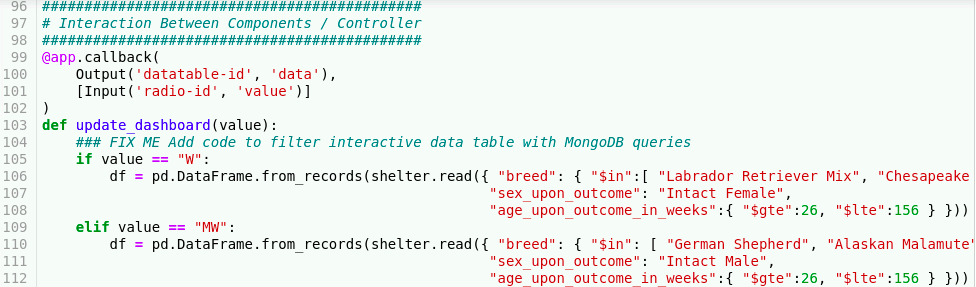 96 #############################################
97 # Interaction Between Components / Controller
98 #############################################
99 @app.callback(
100     Output('datatable-id', 'data'),
101     [Input('radio-id', 'value')]
102 )
103 def update_dashboard(value):
104     ### FIX ME Add code to filter interactive data table with MongoDB queries
105     if value == "W":
106         df = pd.DataFrame.from_records(shelter.read({ "breed": { "$in":[ "Labrador Retriever Mix", "Chesapeake
107                                                      "sex_upon_outcome": "Intact Female",
108                                                      "age_upon_outcome_in_weeks":{ "$gte":26, "$lte":156 } }))
109     elif value == "MW":
110         df = pd.DataFrame.from_records(shelter.read({ "breed": { "$in": [ "German Shepherd", "Alaskan Malamute"
111                                                      "sex_upon_outcome": "Intact Male",
112                                                      "age_upon_outcome_in_weeks":{ "$gte":26, "$lte":156 } }))